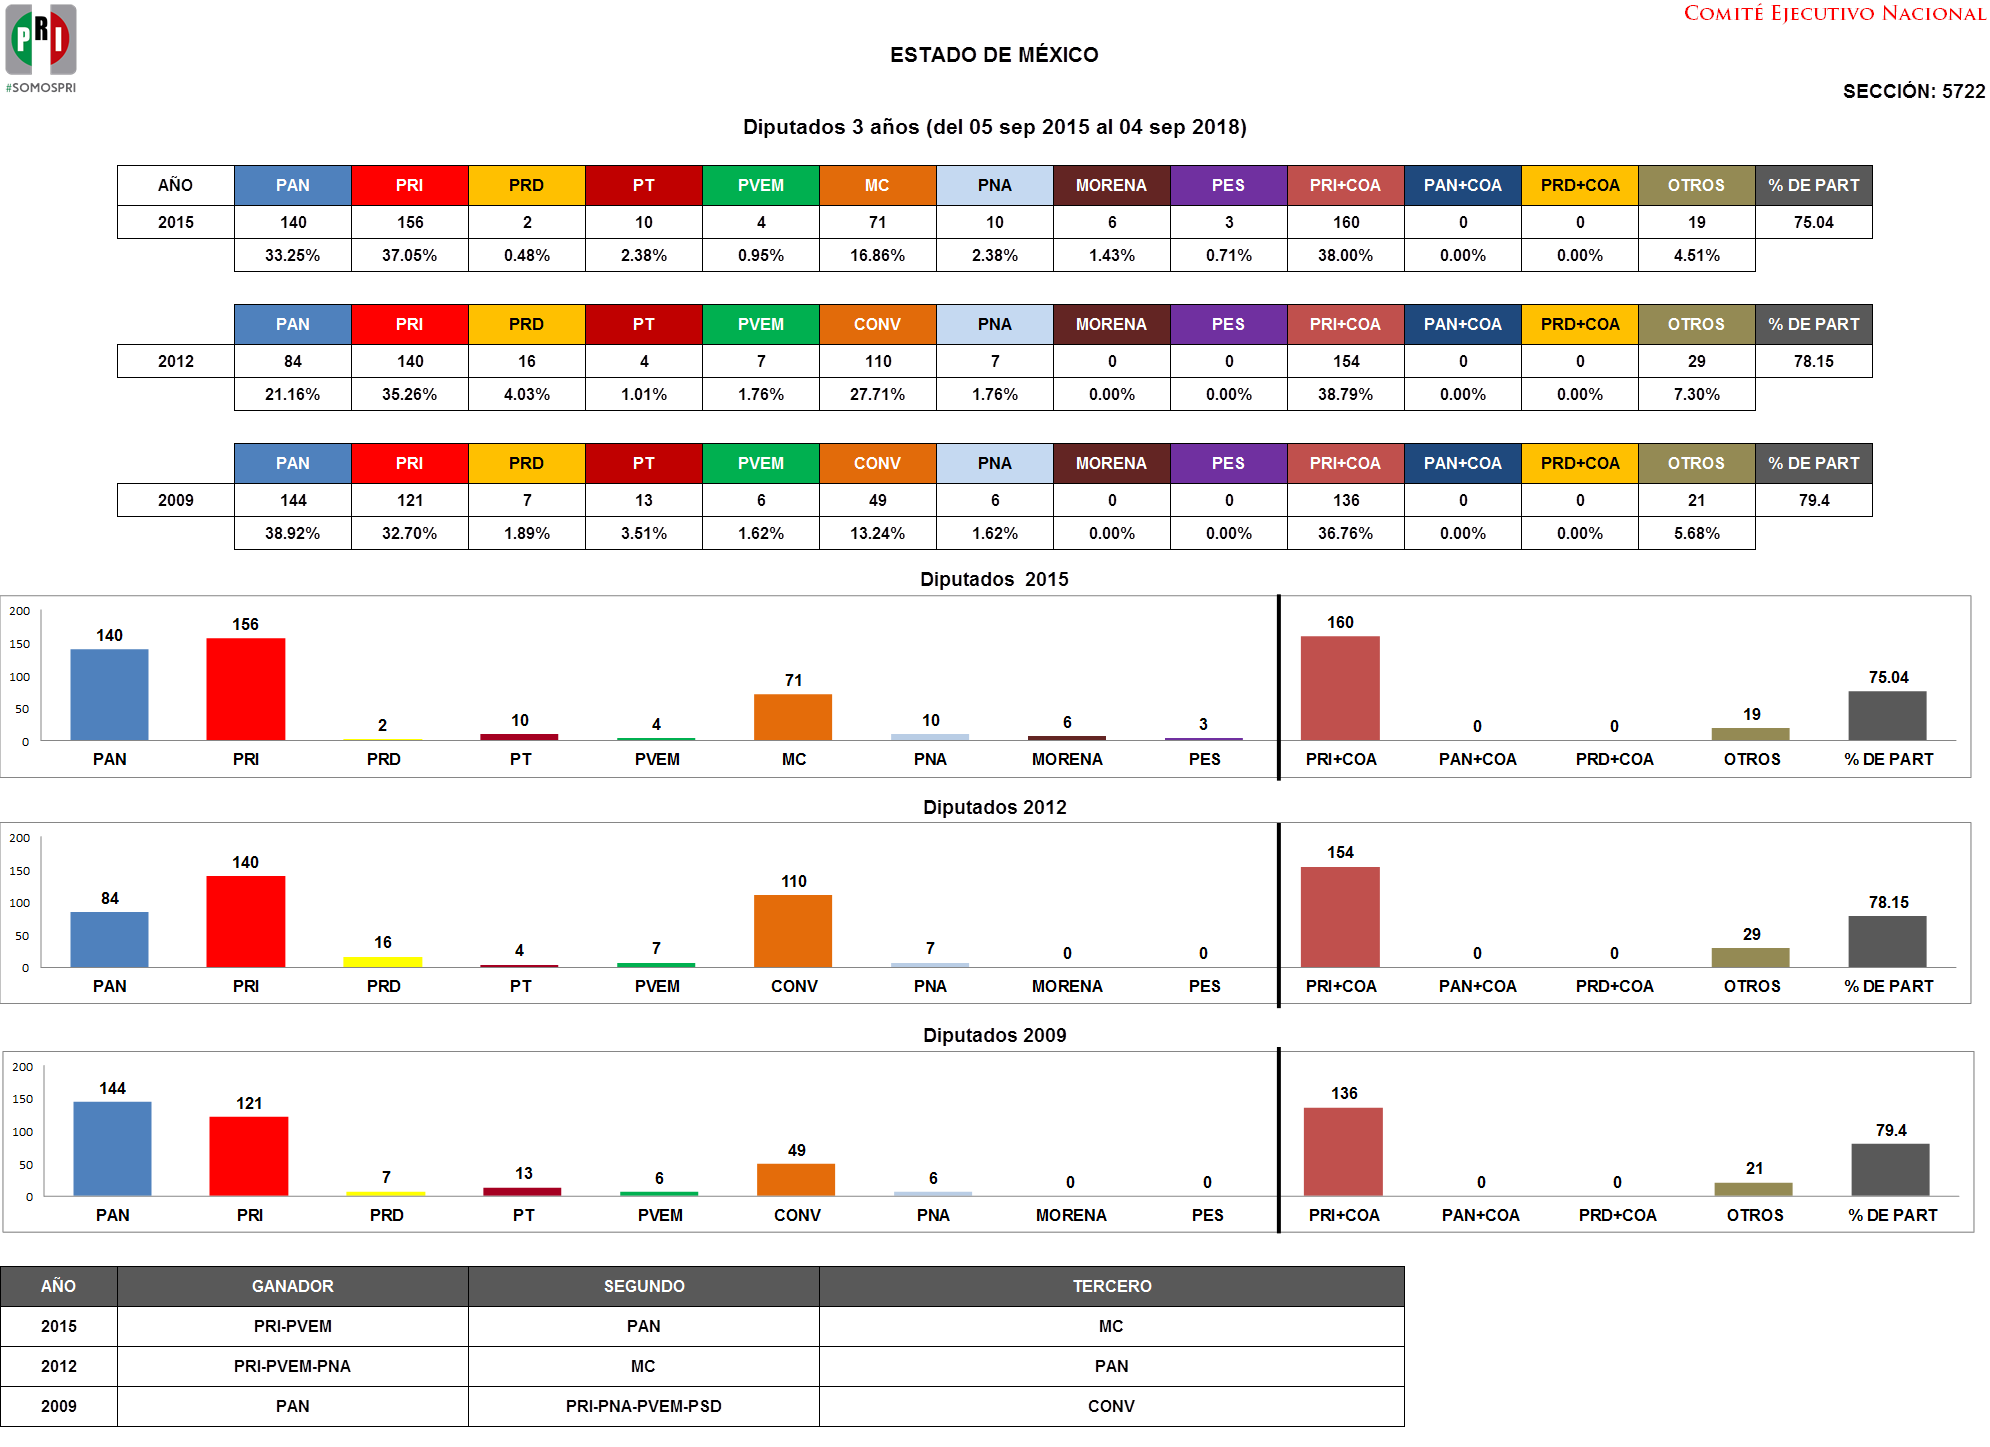 PRI
#SOMOSPRI
COMITÉ EJECUTIVO NACIONAL
ESTADO DE MÉXICO
SECCIÓN: 5722
Diputados 3 años (del 05 sep 2015 al 04 sep 2018)
AÑO PAN PRI PRD PT PVEM MC PNA MORENA PES PRI+COA PAN+COA PRD+COA OTROS % DE PART
2015 140 156 2 10 4 71 10 6 3 160 0 0 19 75.04
33.25% 37.05% 0.48% 2.38% 0.95% 16.86% 2.38% 1.43% 0.71% 38.00% 0.00% 0.00% 4.51%
PAN PRI PRD PT PVEM CONV PNA MORENA PES PRI+COA PAN+COA PRD+COA OTROS % DE PART
2012 84 140 16 4 7 110 7 0 0 154 0 0 29 78.15
21.16% 35.26% 4.03% 1.01% 1.76% 27.71% 1.76% 0.00% 0.00% 38.79% 0.00% 0.00% 7.30%
PAN PRI PRD PT PVEM CONV PNA MORENA PES PRI+COA PAN+COA PRD+COA OTROS % DE PART
2009 144 121 7 13 6 49 6 0 0 136 0 0 21 79.4
38.92% 32.70% 1.89% 3.51% 1.62% 13.24% 1.62% 0.00% 0.00% 36.76% 0.00% 0.00% 5.68%
Diputados 2015
200
150
100
50
0
140 156 2 10 4 71 10 6 3 160 0 0 19 75.04
PAN PRI PRD PT PVEM MC PNA MORENA PES PRI+COA PAN+COA PRD+COA OTROS % DE PART
Diputados 2012
200
150
100
50
0
84 140 16 4 7 110 7 0 0 154 0 0 29 78.15
PAN PRI PRD PT PVEM CONV PNA MORENA PES PRI+COA PAN+COA PRD+COA OTROS % DE PART
Diputados 2009
200
150
100
50
0
144 121 7 13 6 49 6 0 0 136 0 0 21 79.4
PAN PRI PRD PT PVEM CONV PNA MORENA PES PRI+COA PAN+COA PRD+COA OTROS % DE PART
AÑO GANADOR SEGUNDO TERCERO
2015 PRI-PVEM PAN MC
2012 PRI-PVEM-PNA MC PAN
2009 PAN PRI-PNA-PVEM-PSD CONV